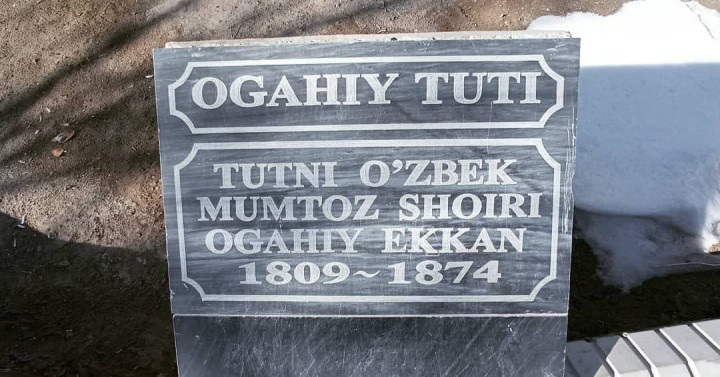 OGAHIY TUTI
TUTNI O'ZBEK
MUMTOZ SHOIRI
OGAHIY EKKAN
1809~1874